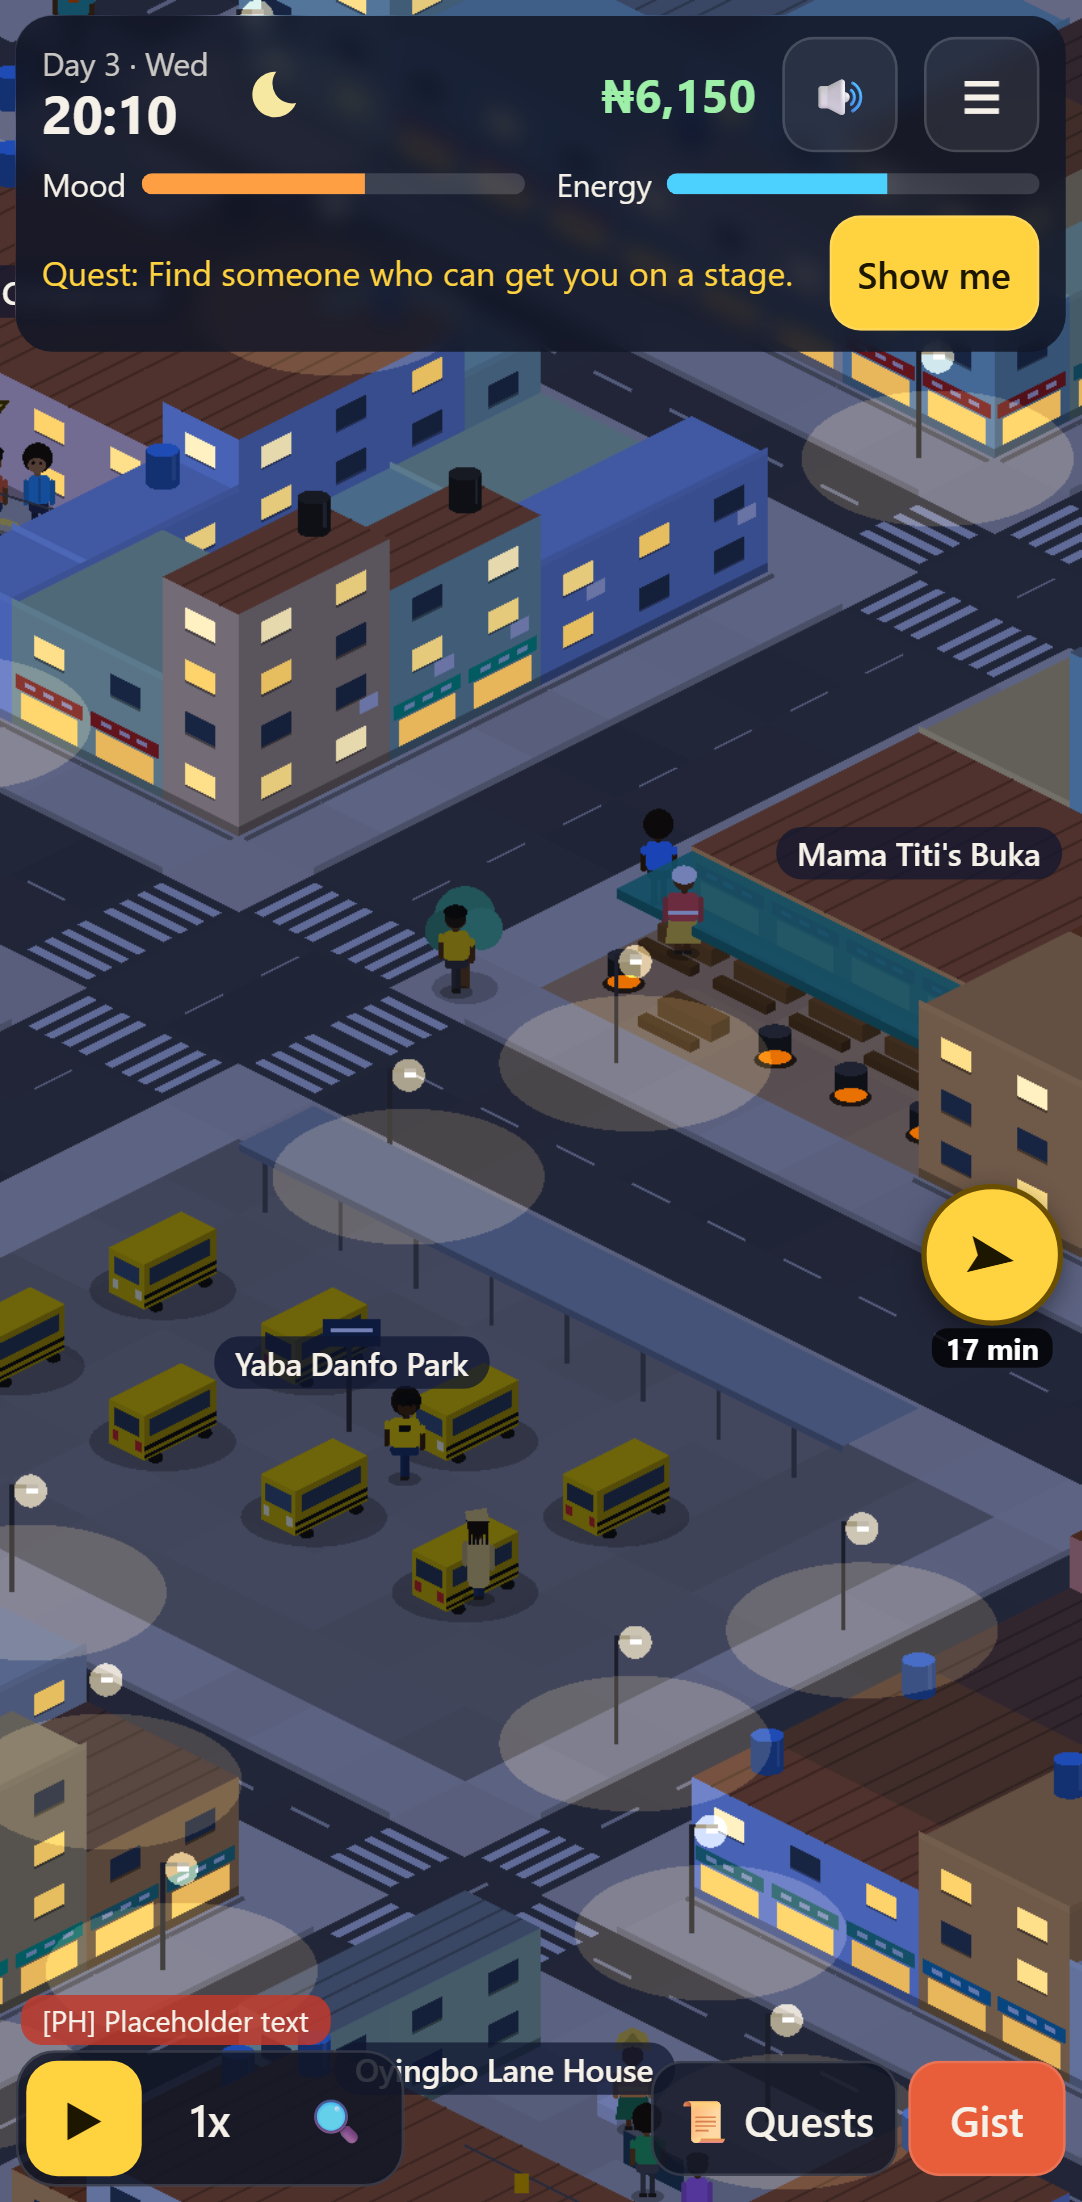 Day 3 · Wed
20:10
₦6,150
Mood
Energy
Quest: Find someone who can get you on a stage.
Show me
Mama Titi's Buka
17 min
Yaba Danfo Park
[PH] Placeholder text
Oyingbo Lane House
1x
Quests
Gist